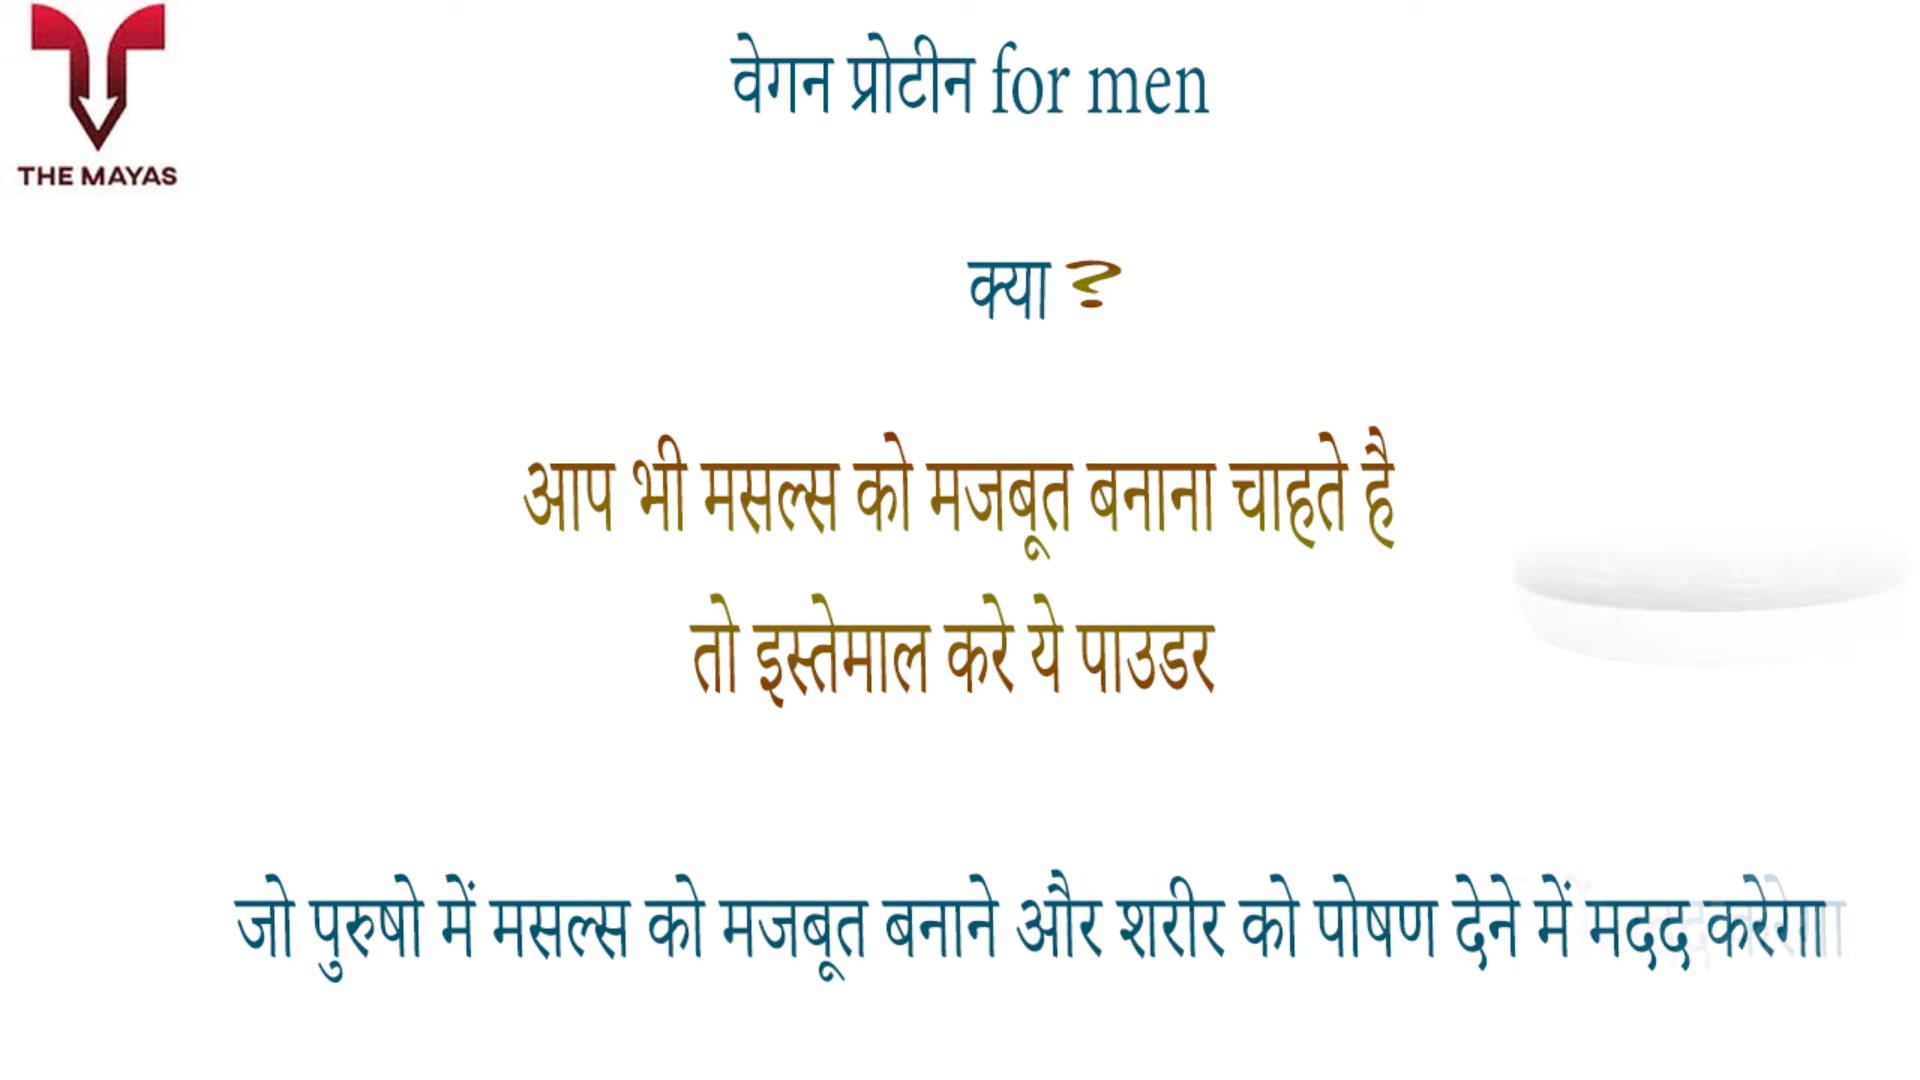 THE MAYAS
वेगन प्रोटीन for men
क्या ?
आप भी मसल्स को मजबूत बनाना चाहते है
तो इस्तेमाल करे ये पाउडर
जो पुरुषो में मसल्स को मजबूत बनाने और शरीर को पोषण देने में मदद करेगा